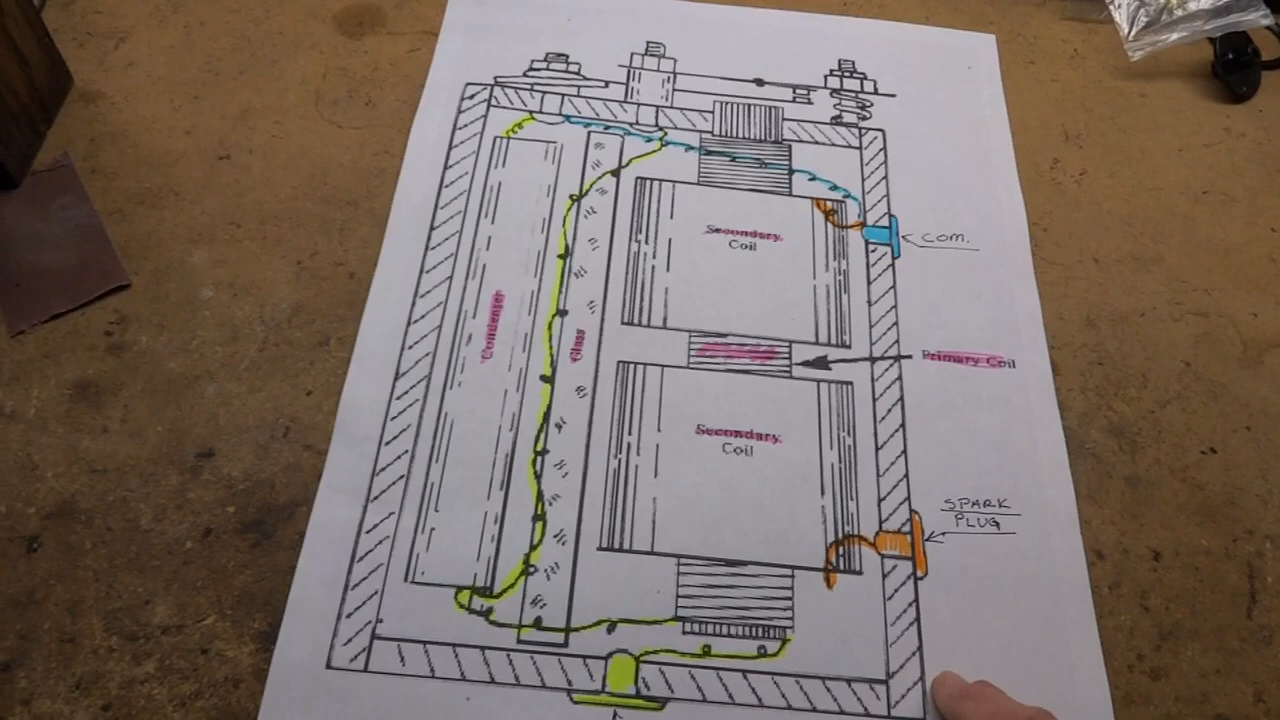 Secondary
Coil
COM.
Condenser
Glass
Primary Coil
Secondary
Coil
SPARK
PLUG